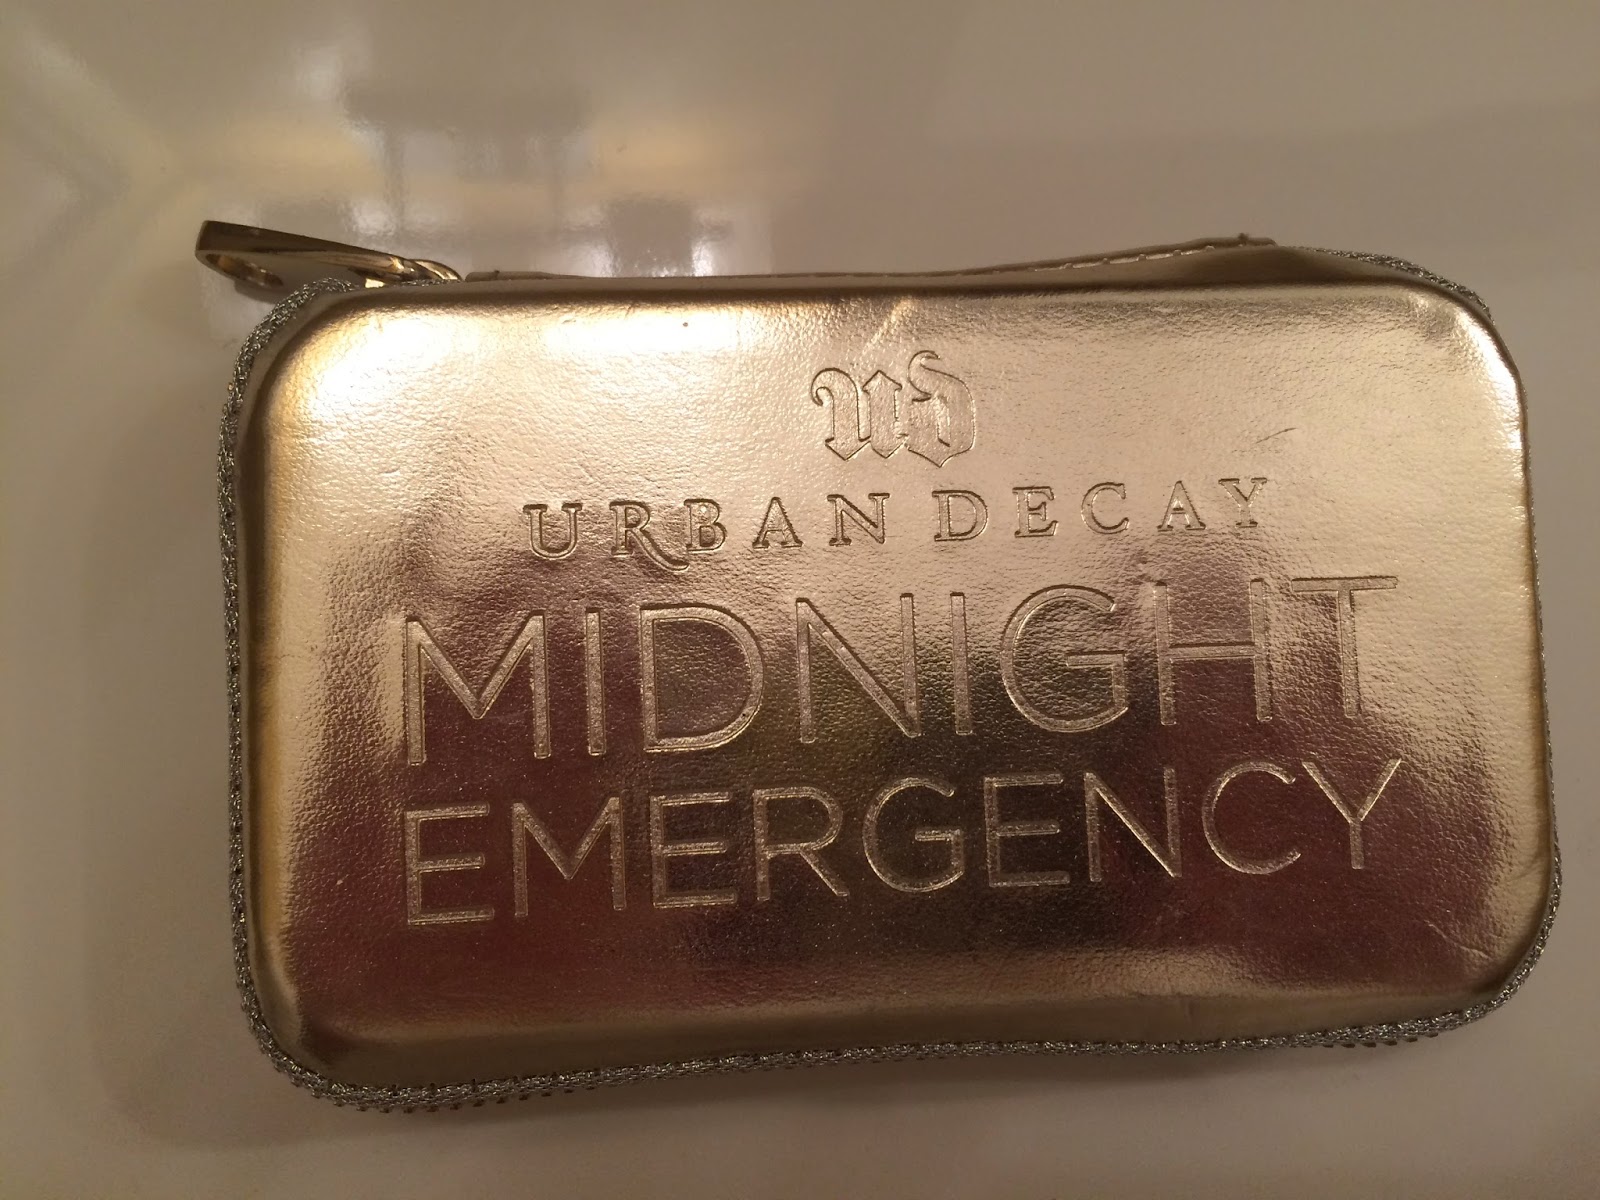 UD
URBAN DECAY
MIDNIGHT
EMERGENCY